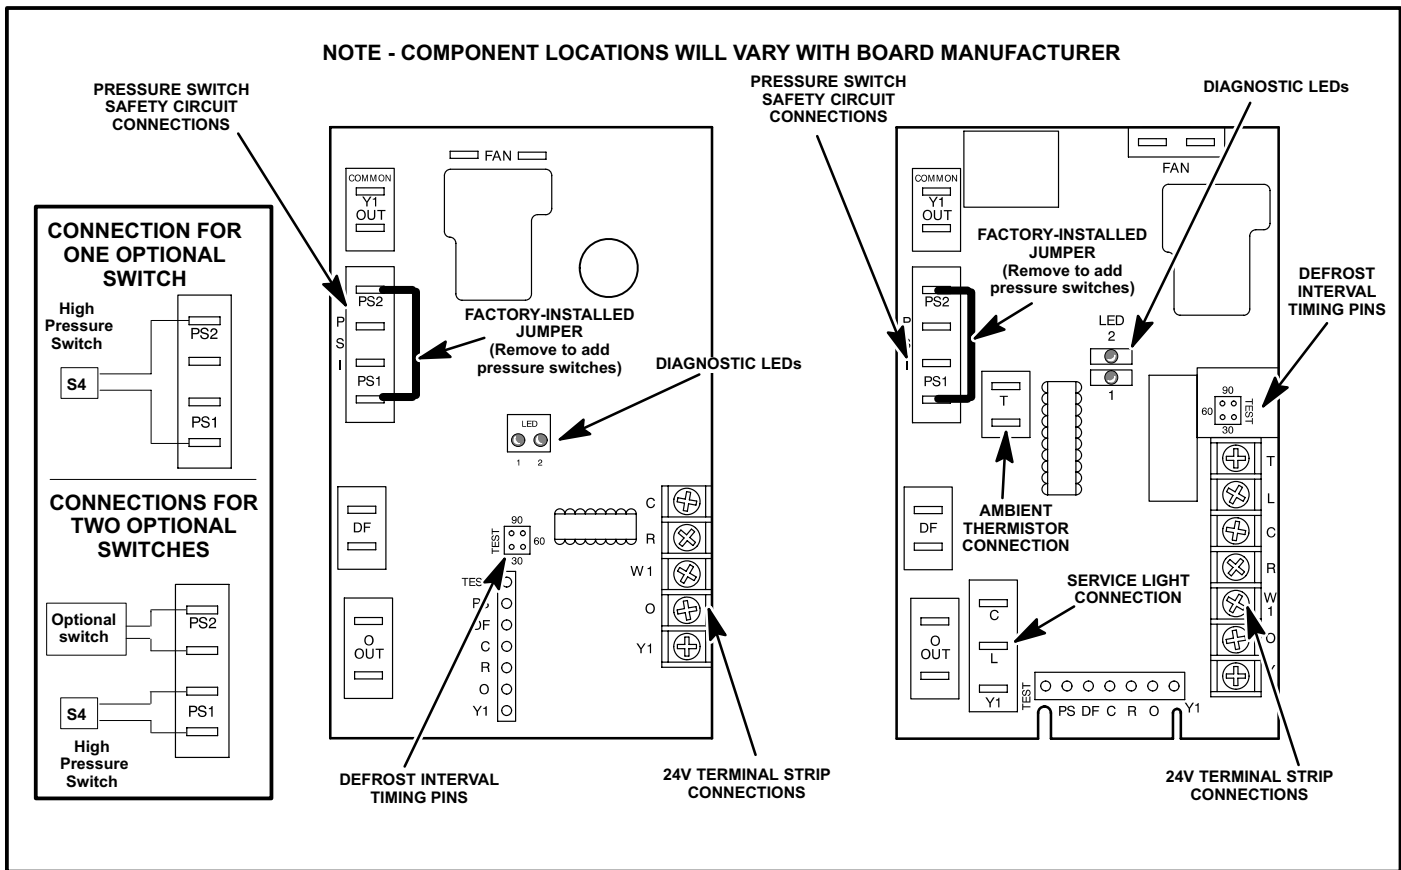 NOTE - COMPONENT LOCATIONS WILL VARY WITH BOARD MANUFACTURER
PRESSURE SWITCH
SAFETY CIRCUIT
CONNECTIONS
CONNECTION FOR
ONE OPTIONAL
SWITCH
High
Pressure
Switch
S4
PS2
PS1
CONNECTIONS FOR
TWO OPTIONAL
SWITCHES
Optional
switch
PS2
S4
PS1
High
Pressure
Switch
FAN
COMMON
Y1
OUT
PS2
P
S
I
PS1
FACTORY-INSTALLED
JUMPER
(Remove to add
pressure switches)
DIAGNOSTIC LEDs
LED
1 2
DF
90
TEST
60
30
C
R
W1
O
Y1
O
OUT
DF
C
R
O
Y1
DEFROST INTERVAL
TIMING PINS
24V TERMINAL STRIP
CONNECTIONS
PRESSURE SWITCH
SAFETY CIRCUIT
CONNECTIONS
DIAGNOSTIC LEDs
FAN
COMMON
Y1
OUT
FACTORY-INSTALLED
JUMPER
(Remove to add
pressure switches)
DEFROST
INTERVAL
TIMING PINS
PS2
I
PS1
LED
2
1
T
90
60
TEST
30
T
L
C
R
W
1
O
AMBIENT
THERMISTOR
CONNECTION
DF
SERVICE LIGHT
CONNECTION
O
OUT
C
L
Y1
TEST
PS DF C R O Y1
24V TERMINAL STRIP
CONNECTIONS